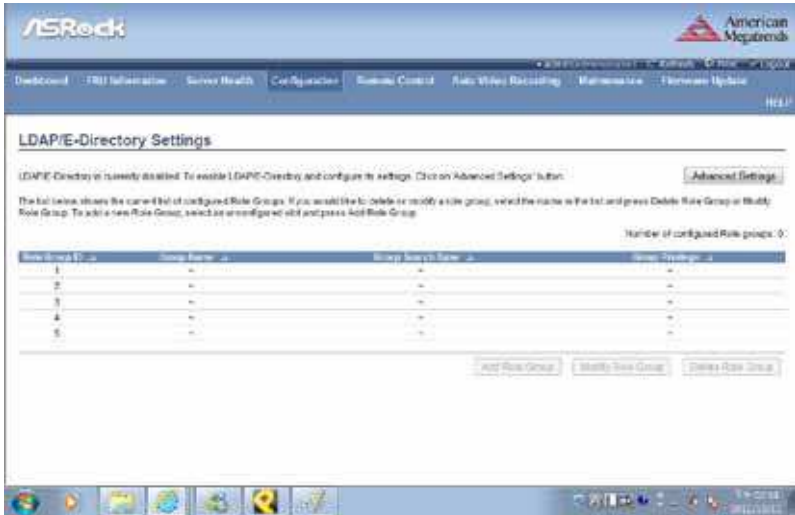 ASRock
American
Megatrends
Dashboard FRU Information Server Health Configuration Remote Control Auto Video Recording Maintenance Firmware Update
HELP
LDAP/E-Directory Settings
LDAP/E-Directory is currently disabled. To enable LDAP/E-Directory and configure its settings. Click on 'Advanced Settings' button.
Advanced Settings
The list below shows the current list of configured Role Groups. If you would like to delete or modify a role group, select the name in the list and press Delete Role Group or Modify
Role Group. To add a new Role Group, select an unconfigured slot and press Add Role Group.
Number of configured Role groups: 0
Role Group ID Group Name Group Search Base Group Privilege
1 ~ ~ ~
2 ~ ~ ~
3 ~ ~ ~
4 ~ ~ ~
5 ~ ~ ~
Add Role Group Modify Role Group Delete Role Group